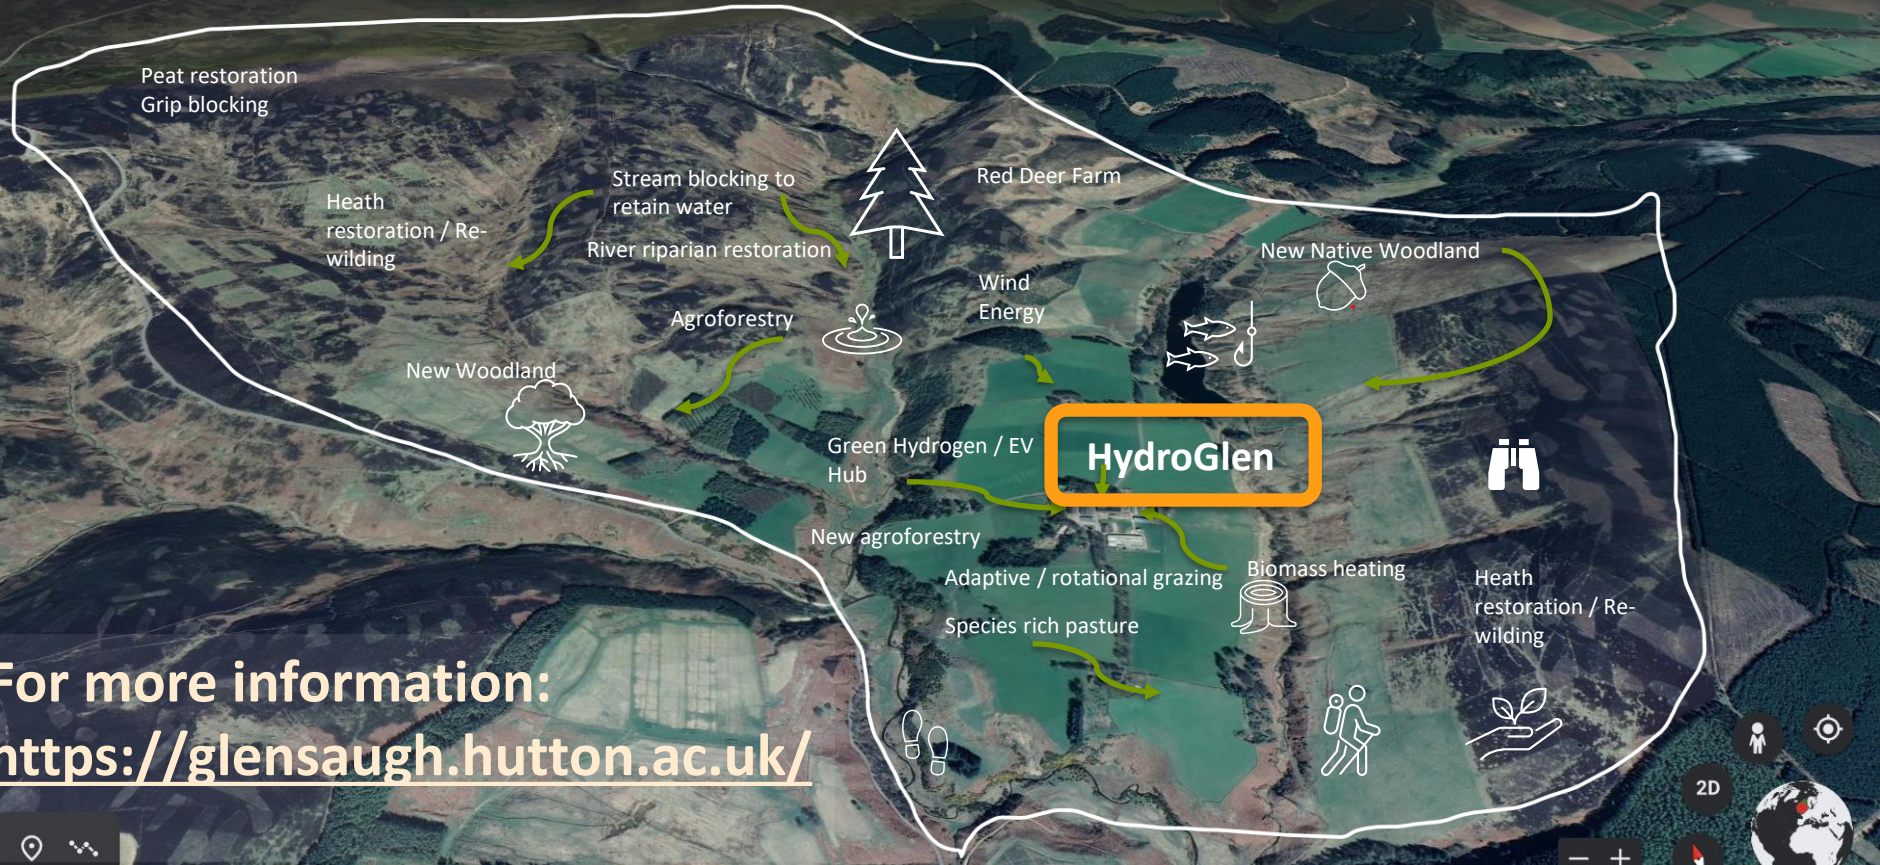 Peat restoration
Grip blocking
Stream blocking to
retain water
Red Deer Farm
Heath
restoration / Re-
wilding
River riparian restoration
New Native Woodland
Wind
Energy
Agroforestry
New Woodland
Green Hydrogen / EV
Hub
HydroGlen
New agroforestry
Adaptive / rotational grazing
Biomass heating
Heath
restoration / Re-
wilding
Species rich pasture
For more information:
https://glensaugh.hutton.ac.uk/
2D